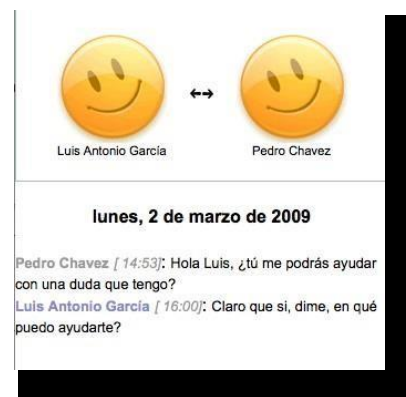 Luis Antonio García Pedro Chavez
lunes, 2 de marzo de 2009
Pedro Chavez [ 14:53]: Hola Luis, ¿tú me podrás ayudar
con una duda que tengo?
Luis Antonio García [ 16:00]: Claro que si, dime, en qué
puedo ayudarte?